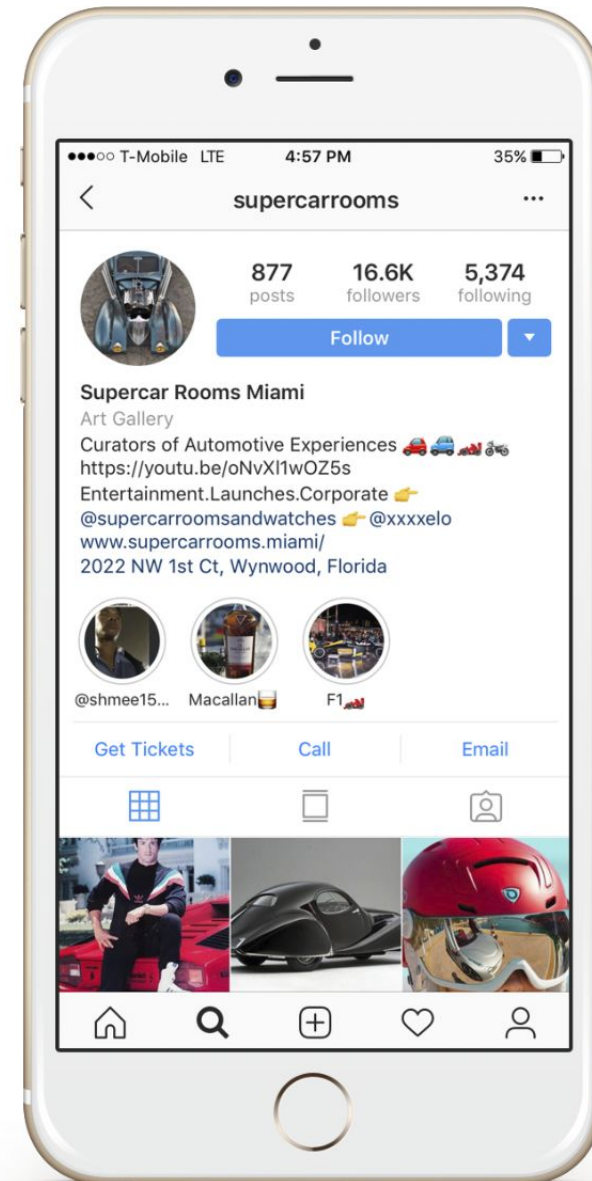 T-Mobile LTE 4:57 PM 35%
supercarrooms
877 16.6K 5,374
posts followers following
Follow
Supercar Rooms Miami
Art Gallery
Curators of Automotive Experiences 🚗🚙🏎🏍
https://youtu.be/oNvXl1wOZ5s
Entertainment.Launches.Corporate 👉
@supercarroomsandwatches 👉 @xxxxelo
www.supercarrooms.miami/
2022 NW 1st Ct, Wynwood, Florida
@shmee15... Macallan🥃 F1🏎
Get Tickets Call Email